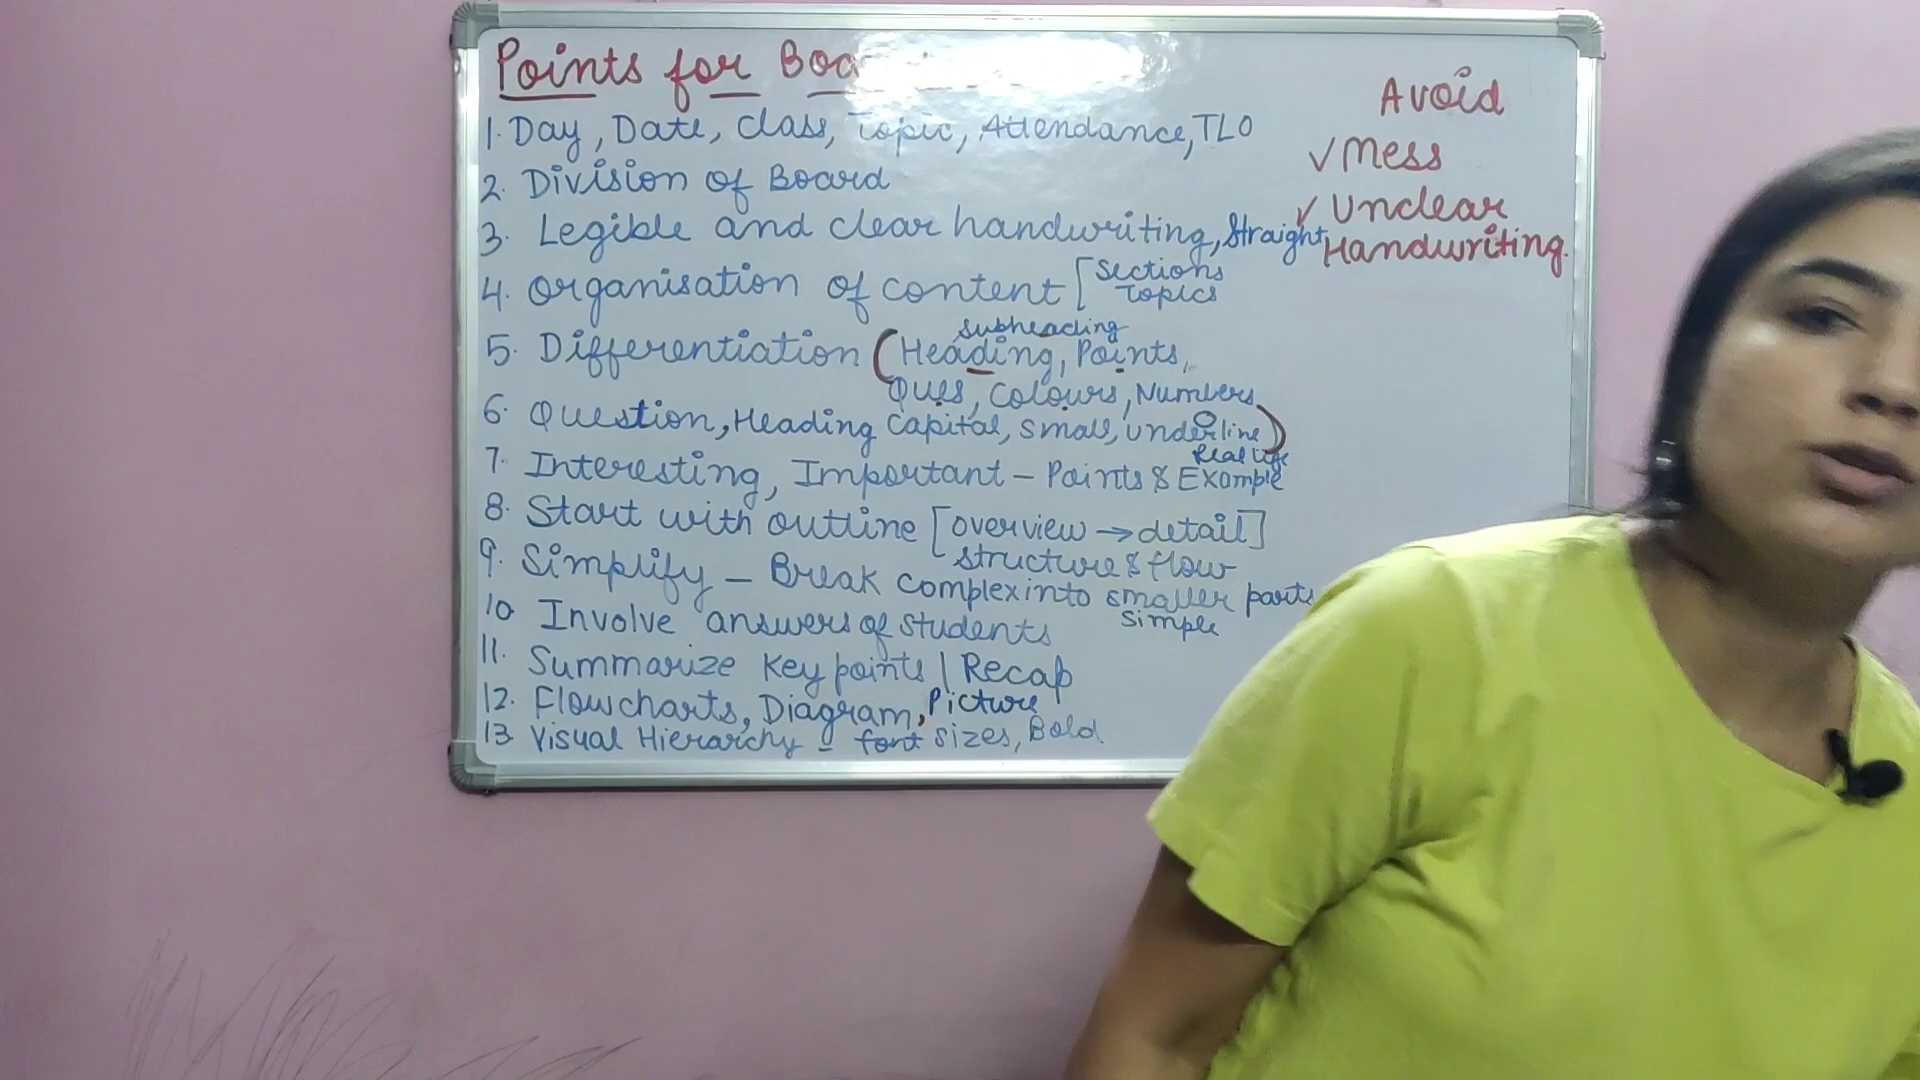 Points for Boa
1. Day, Date, Class, Topic, Attendance, TLO
2. Division of Board
3. Legible and clear handwriting, Straight
4. Organisation of content [Sections
Topics
subheading
5. Differentiation (Heading, Points,
Ques, Colours, Numbers
6. Question, Heading Capital, small, underline)
Real life
7. Interesting, Important - Points & Example
8. Start with outline [overview → detail]
structure & flow
9. Simplify - Break complex into smaller parts
simple
10 Involve answers of students
11. Summarize key points | Recap
12. Flowcharts, Diagram, Picture
13 Visual Hierarchy - font sizes, Bold
Avoid
✓ Mess
✓ Unclear
Handwriting.